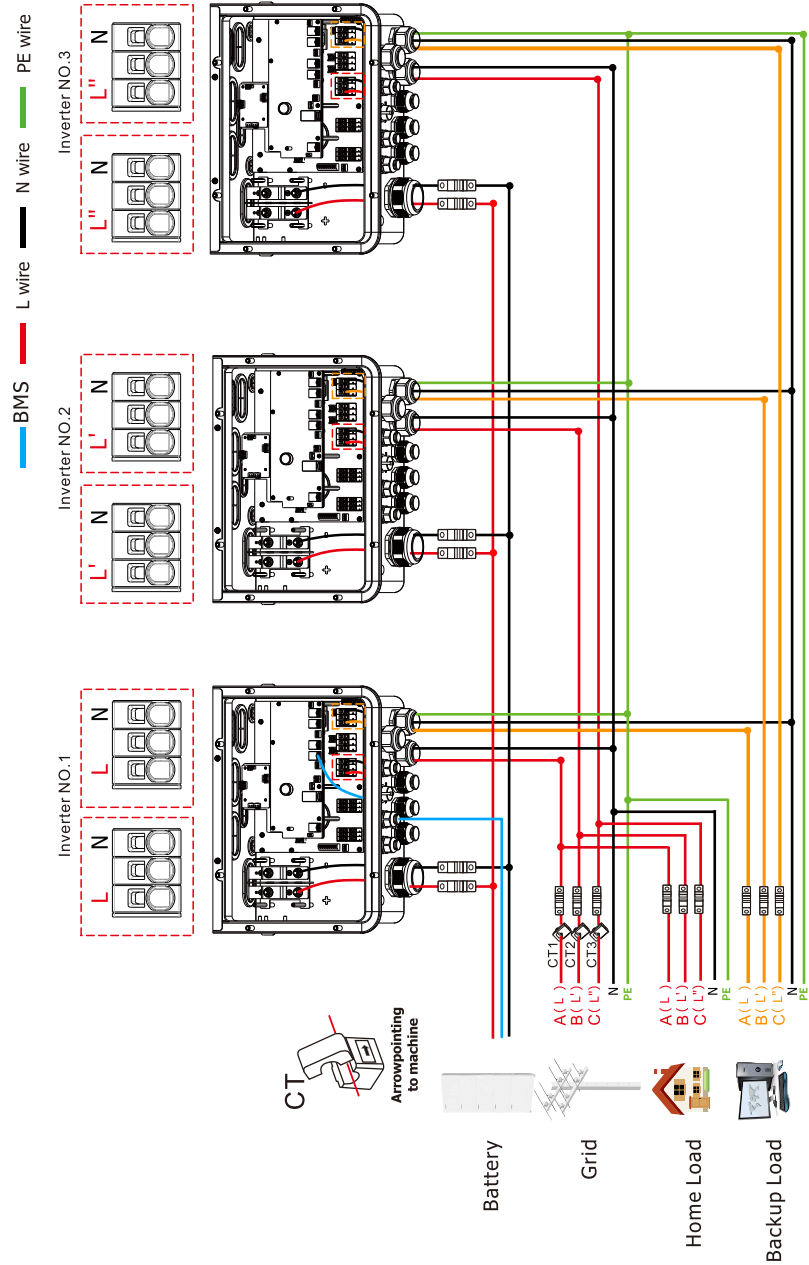 BMS
L wire
N wire
PE wire
Inverter NO.1
Inverter NO.2
Inverter NO.3
L
N
L
N
L'
N
L'
N
L"
N
L"
N
+
+
+
CT
Arrowpointing
to machine
CT1
CT2
CT3
Battery
Grid
A(L)
B(L')
C(L")
N
PE
Home Load
A(L)
B(L')
C(L")
N
PE
Backup Load
A(L)
B(L')
C(L")
N
PE